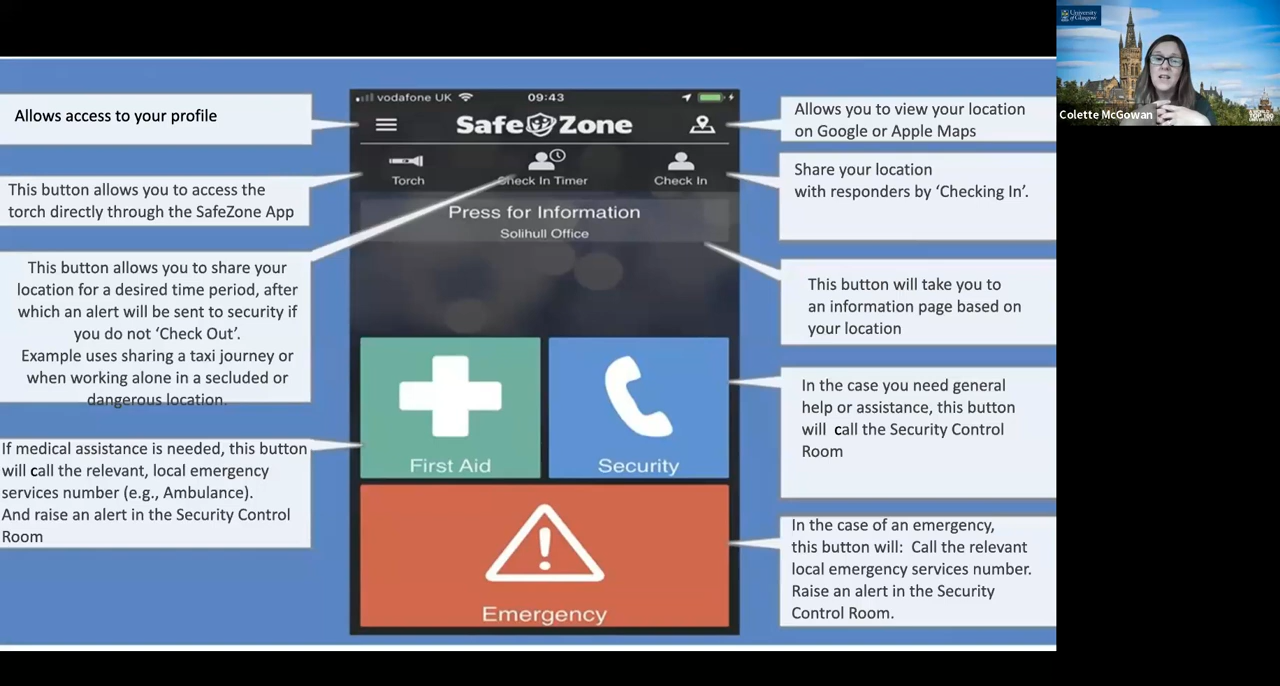 Allows access to your profile
This button allows you to access the
torch directly through the SafeZone App
This button allows you to share your
location for a desired time period, after
which an alert will be sent to security if
you do not ‘Check Out’.
Example uses sharing a taxi journey or
when working alone in a secluded or
dangerous location.
If medical assistance is needed, this button
will call the relevant, local emergency
services number (e.g., Ambulance).
And raise an alert in the Security Control
Room
vodafone UK
09:43
SafeZone
Torch
Check In Timer
Check In
Press for Information
Solihull Office
First Aid
Security
Emergency
Allows you to view your location
on Google or Apple Maps
Share your location
with responders by ‘Checking In’.
This button will take you to
an information page based on
your location
In the case you need general
help or assistance, this button
will call the Security Control
Room
In the case of an emergency,
this button will: Call the relevant
local emergency services number.
Raise an alert in the Security
Control Room.
University
of Glasgow
Colette McGowan